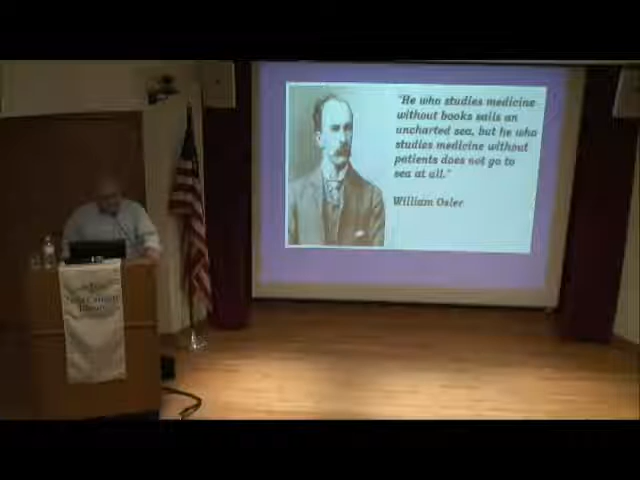 "He who studies medicine
without books sails an
uncharted sea, but he who
studies medicine without
patients does not go to
sea at all."
William Osler